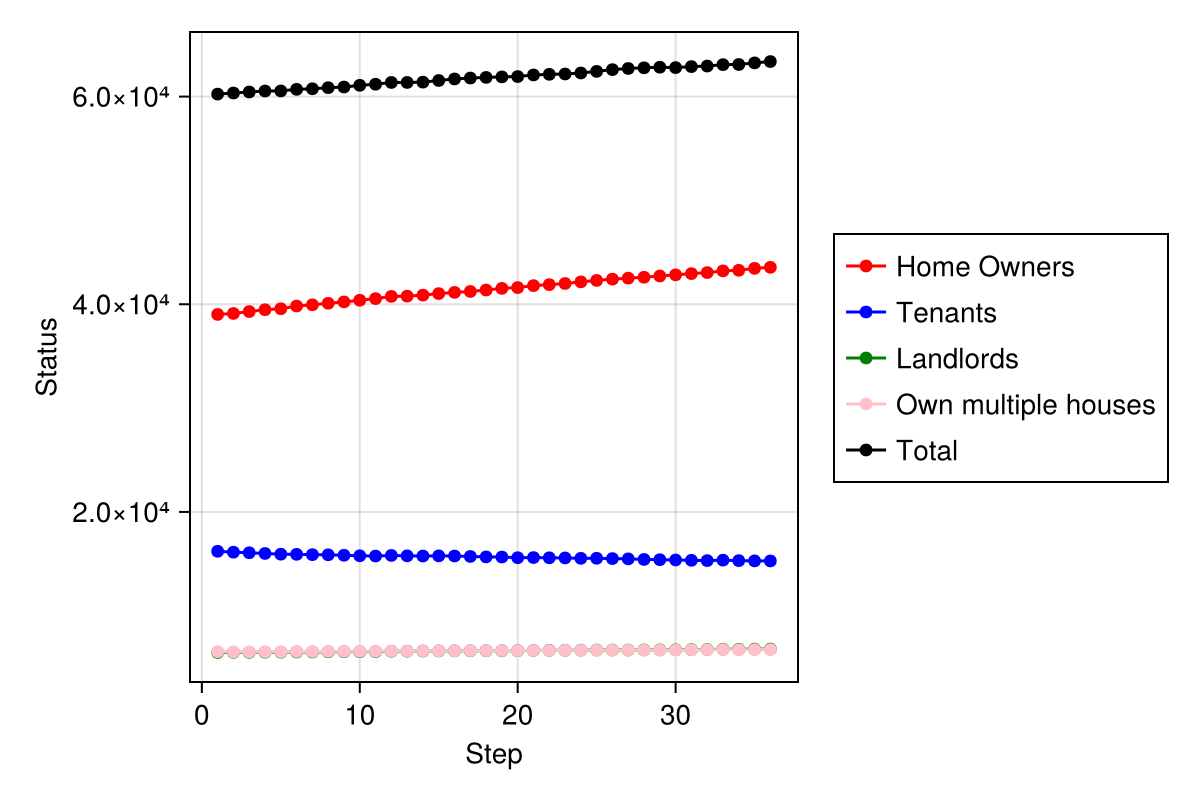 6.0×10⁴
4.0×10⁴
2.0×10⁴
Status
0 10 20 30
Step
Home Owners
Tenants
Landlords
Own multiple houses
Total